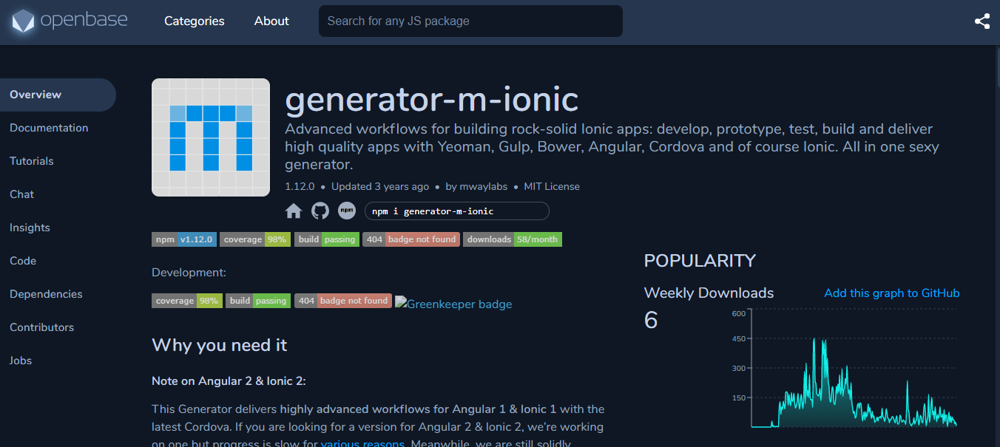 openbase
Categories
About
Search for any JS package
Overview
Documentation
Tutorials
Chat
Insights
Code
Dependencies
Contributors
Jobs
generator-m-ionic
Advanced workflows for building rock-solid Ionic apps: develop, prototype, test, build and deliver
high quality apps with Yeoman, Gulp, Bower, Angular, Cordova and of course Ionic. All in one sexy
generator.
1.12.0 • Updated 3 years ago • by mwaylabs • MIT License
npm
npm i generator-m-ionic
npm v1.12.0 coverage 98% build passing 404 badge not found downloads 58/month
Development:
coverage 98% build passing 404 badge not found Greenkeeper badge
Why you need it
Note on Angular 2 & Ionic 2:
This Generator delivers highly advanced workflows for Angular 1 & Ionic 1 with the
latest Cordova. If you are looking for a version for Angular 2 & Ionic 2, we're working
on one but progress is slow for various reasons. Meanwhile, we are still solidly
POPULARITY
Weekly Downloads
Add this graph to GitHub
6
600
450
300
150